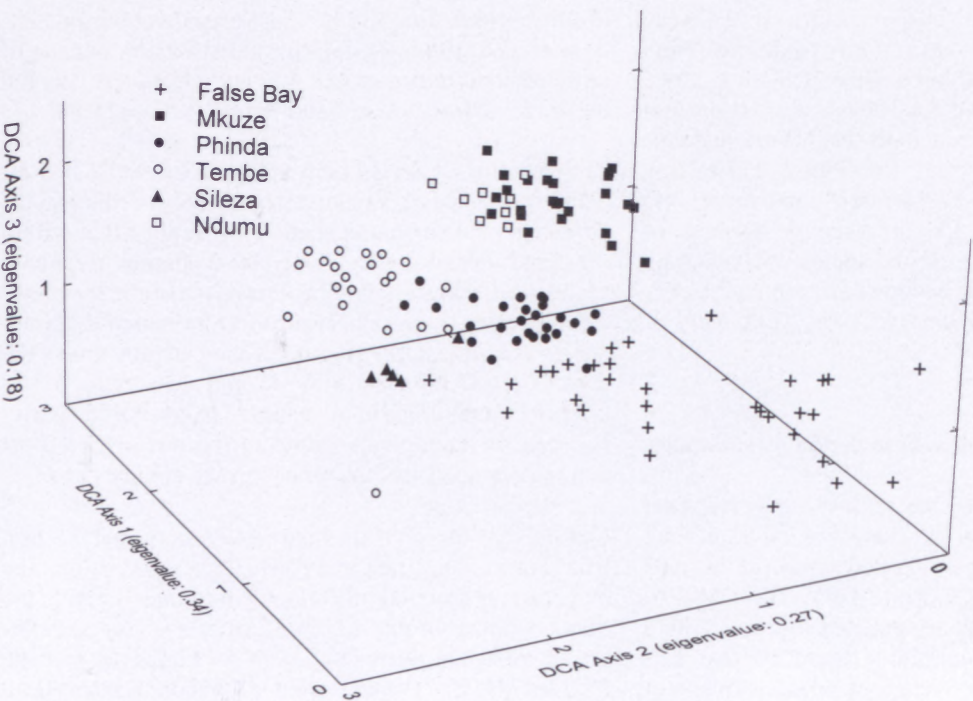 + False Bay
■ Mkuze
● Phinda
○ Tembe
▲ Sileza
□ Ndumu
DCA Axis 3 (eigenvalue: 0.18)
2
1
3
DCA Axis 1 (eigenvalue: 0.34)
2
1
0
3
DCA Axis 2 (eigenvalue: 0.27)
2
1
0